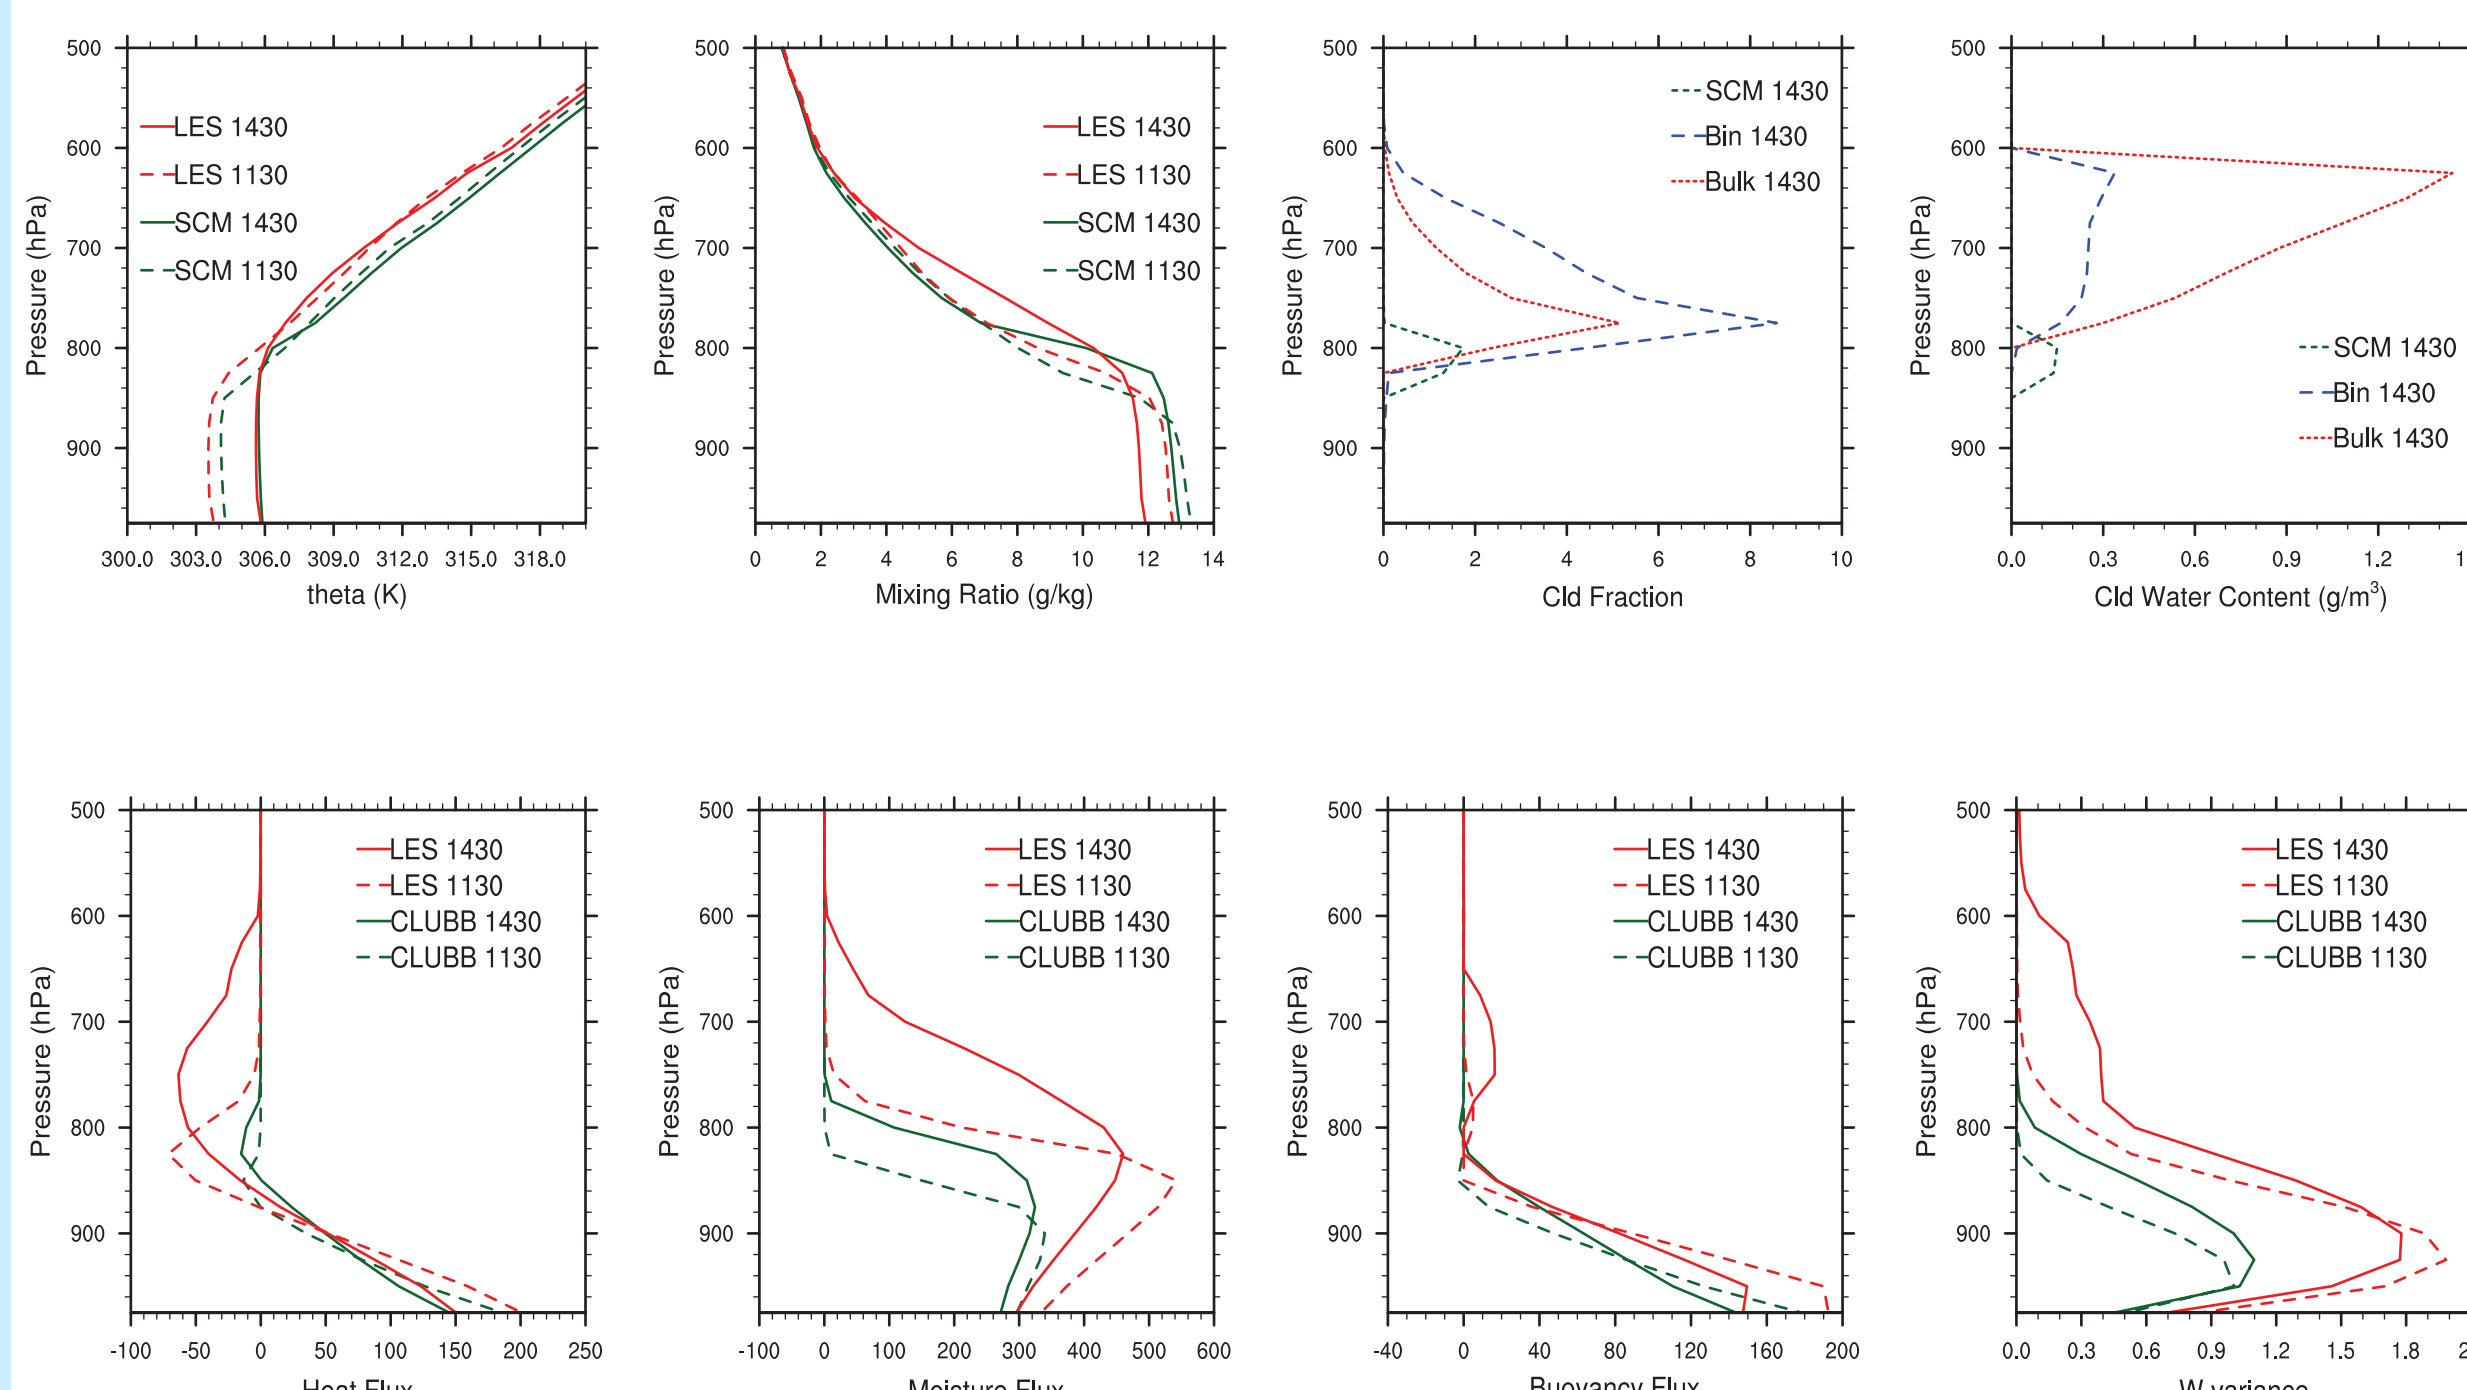 500
600
700
800
900
Pressure (hPa)
LES 1430
LES 1130
SCM 1430
SCM 1130
300.0 303.0 306.0 309.0 312.0 315.0 318.0
theta (K)
500
600
700
800
900
Pressure (hPa)
LES 1430
LES 1130
SCM 1430
SCM 1130
0 2 4 6 8 10 12 14
Mixing Ratio (g/kg)
500
600
700
800
900
Pressure (hPa)
SCM 1430
Bin 1430
Bulk 1430
0 2 4 6 8 10
Cld Fraction
500
600
700
800
900
Pressure (hPa)
SCM 1430
Bin 1430
Bulk 1430
0.0 0.3 0.6 0.9 1.2
Cld Water Content (g/m³)
500
600
700
800
900
Pressure (hPa)
LES 1430
LES 1130
CLUBB 1430
CLUBB 1130
-100 -50 0 50 100 150 200 250
Heat Flux
500
600
700
800
900
Pressure (hPa)
LES 1430
LES 1130
CLUBB 1430
CLUBB 1130
-100 0 100 200 300 400 500 600
Moisture Flux
500
600
700
800
900
Pressure (hPa)
LES 1430
LES 1130
CLUBB 1430
CLUBB 1130
-40 0 40 80 120 160 200
Buoyancy Flux
500
600
700
800
900
Pressure (hPa)
LES 1430
LES 1130
CLUBB 1430
CLUBB 1130
0.0 0.3 0.6 0.9 1.2 1.5 1.8
W variance